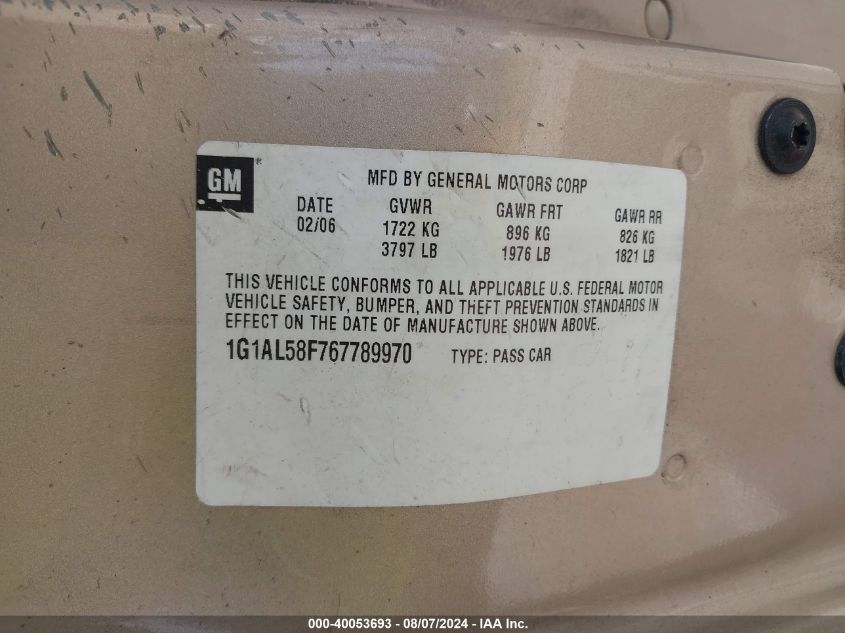 GM ®
MFD BY GENERAL MOTORS CORP
DATE GVWR GAWR FRT GAWR RR
02/06 1722 KG 896 KG 826 KG
3797 LB 1976 LB 1821 LB
THIS VEHICLE CONFORMS TO ALL APPLICABLE U.S. FEDERAL MOTOR
VEHICLE SAFETY, BUMPER, AND THEFT PREVENTION STANDARDS IN
EFFECT ON THE DATE OF MANUFACTURE SHOWN ABOVE.
1G1AL58F767789970 TYPE: PASS CAR
000-40053693 - 08/07/2024 - IAA Inc.